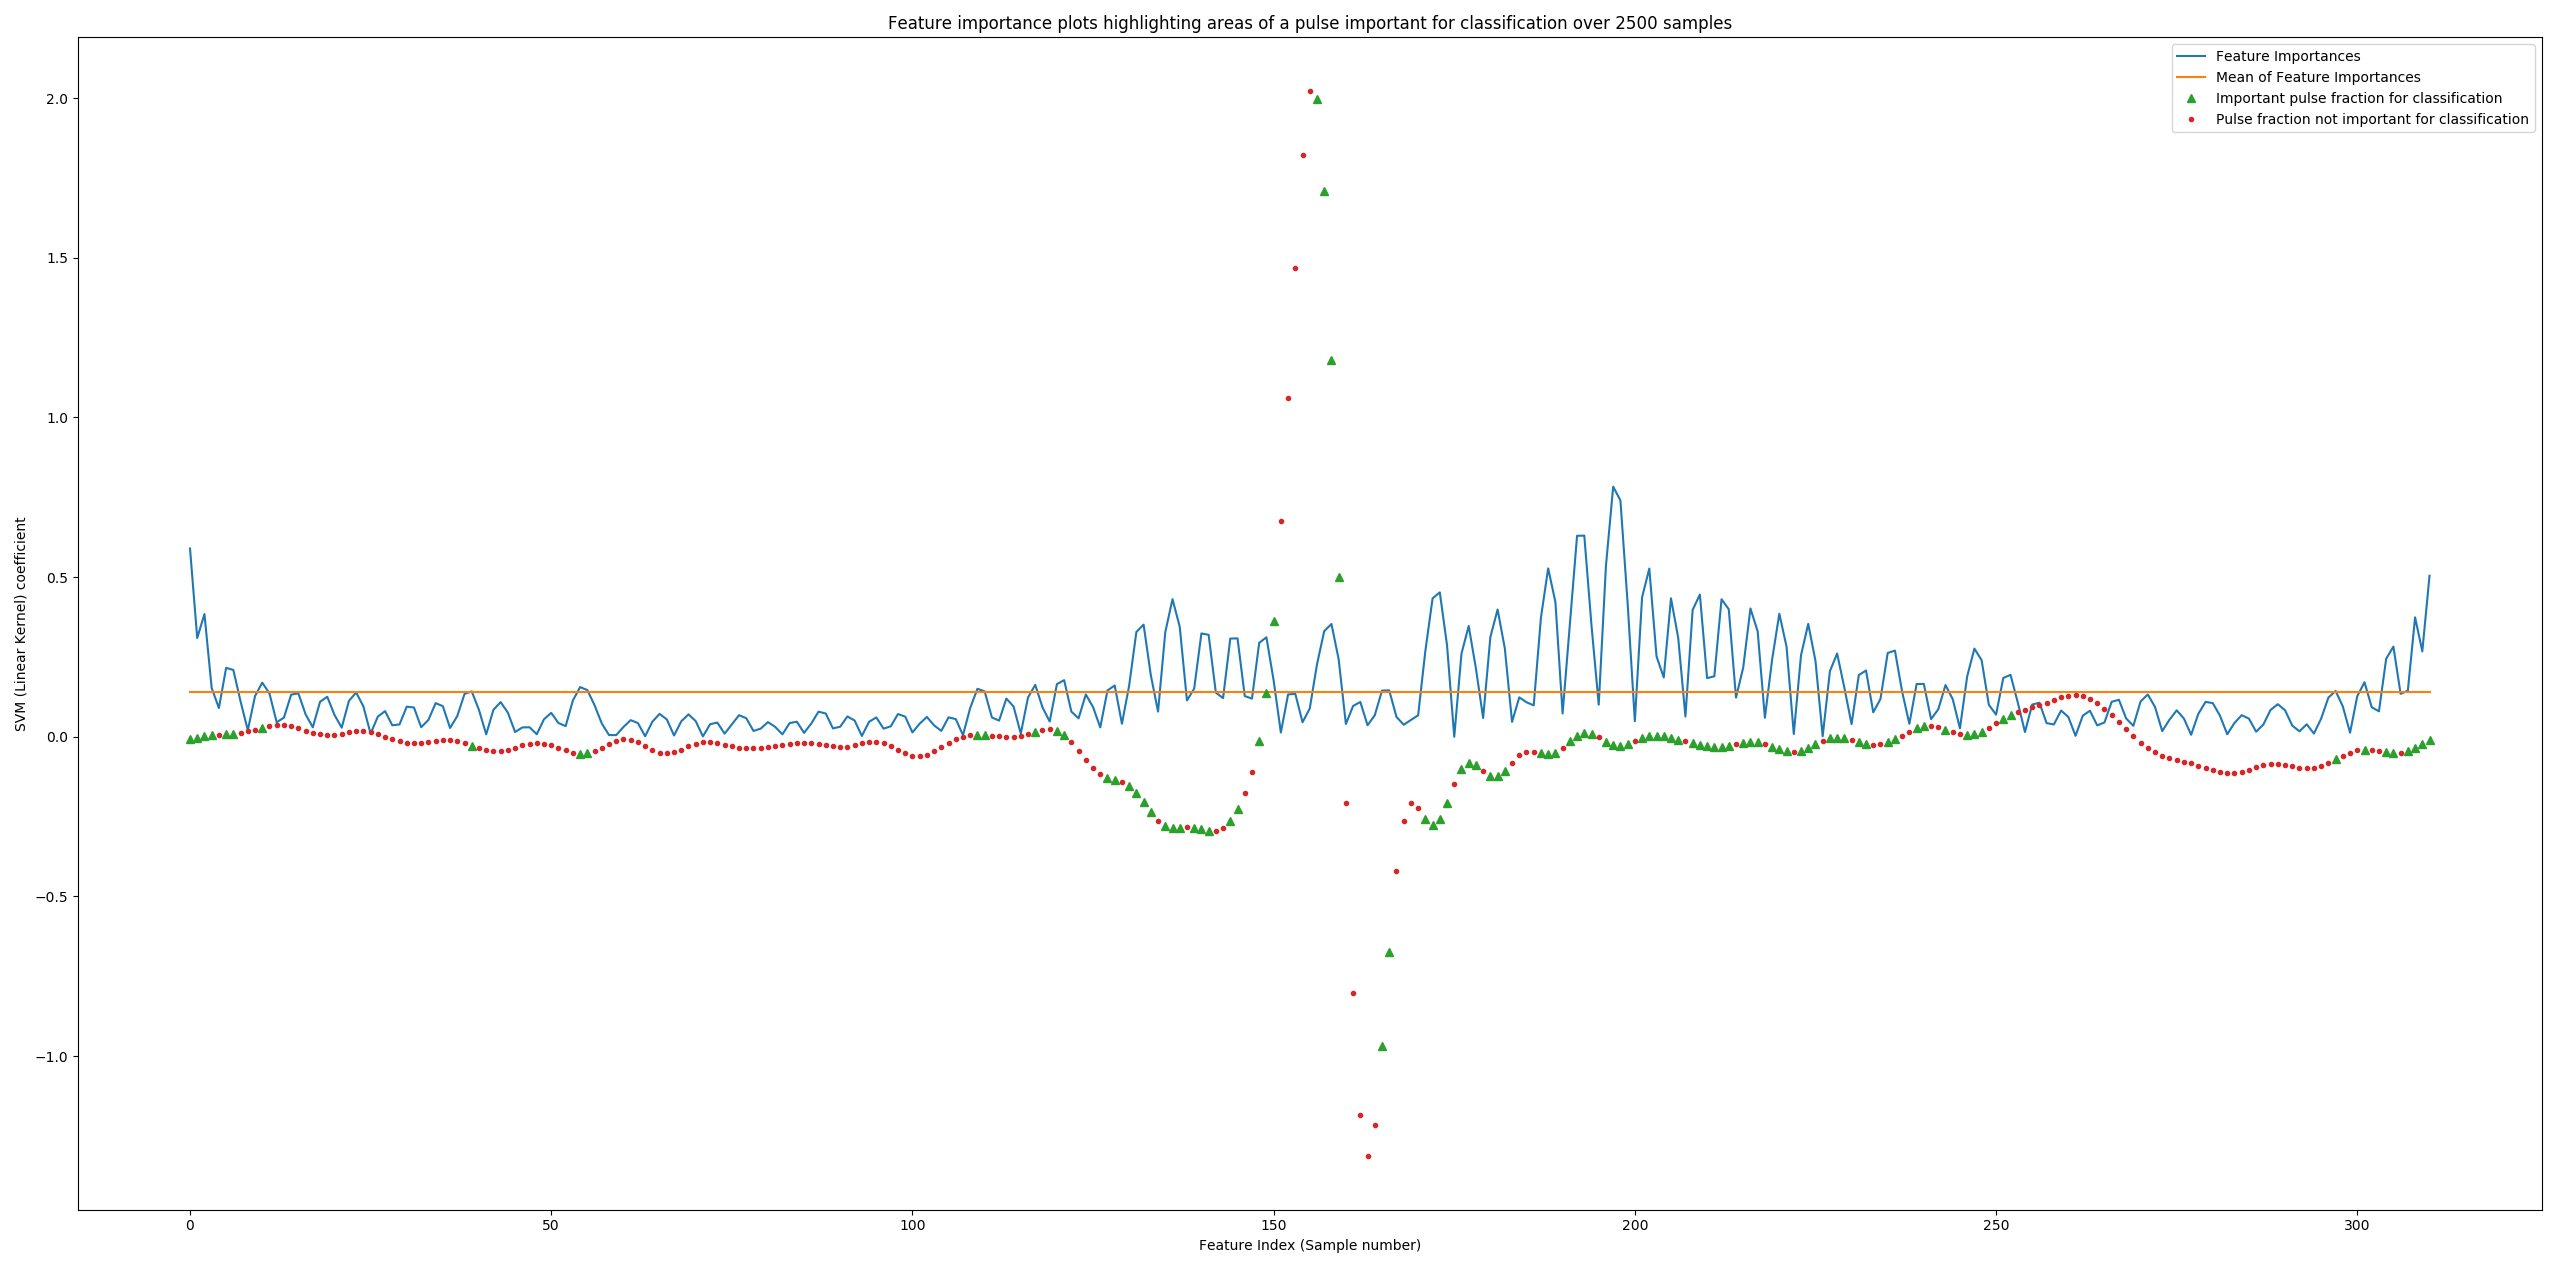 Feature importance plots highlighting areas of a pulse important for classification over 2500 samples
Feature Importances
Mean of Feature Importances
Important pulse fraction for classification
Pulse fraction not important for classification
2.0
1.5
1.0
0.5
0.0
−0.5
−1.0
SVM (Linear Kernel) coefficient
0 50 100 150 200 250 300
Feature Index (Sample number)